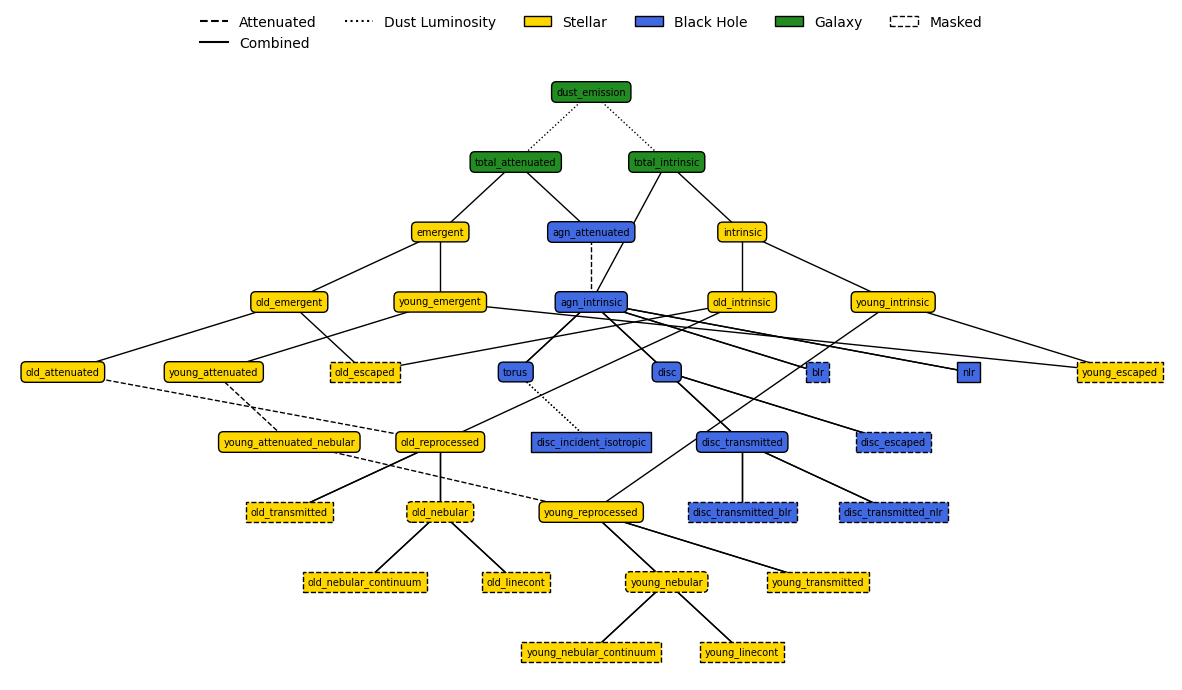 Attenuated
Dust Luminosity
Stellar
Black Hole
Galaxy
Masked
Combined
dust_emission
total_attenuated
total_intrinsic
emergent
agn_attenuated
intrinsic
old_emergent
young_emergent
agn_intrinsic
old_intrinsic
young_intrinsic
old_attenuated
young_attenuated
old_escaped
torus
disc
blr
nlr
young_escaped
young_attenuated_nebular
old_reprocessed
disc_incident_isotropic
disc_transmitted
disc_escaped
old_transmitted
old_nebular
young_reprocessed
disc_transmitted_blr
disc_transmitted_nlr
old_nebular_continuum
old_linecont
young_nebular
young_transmitted
young_nebular_continuum
young_linecont